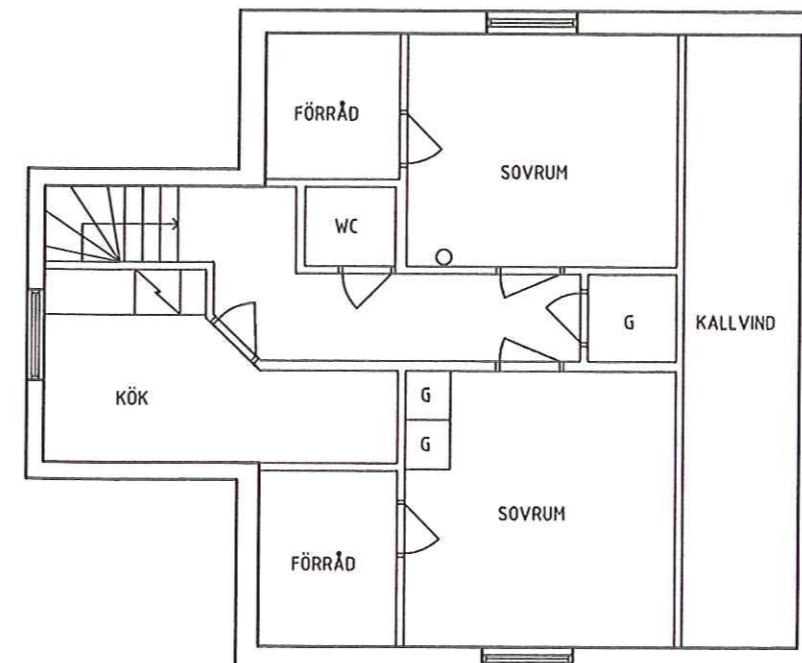 FÖRRÅD
SOVRUM
WC
G
KALLVIND
KÖK
G
G
SOVRUM
FÖRRÅD